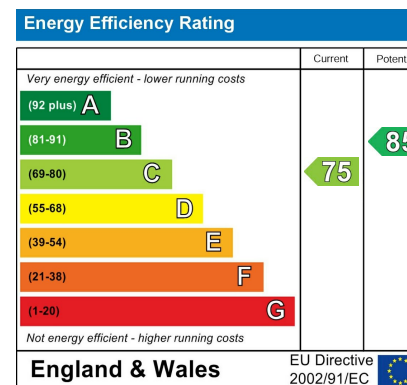 Energy Efficiency Rating
Current Potent
Very energy efficient - lower running costs
(92 plus) A
(81-91) B
85
(69-80) C
75
(55-68) D
(39-54) E
(21-38) F
(1-20) G
Not energy efficient - higher running costs
England & Wales
EU Directive
2002/91/EC